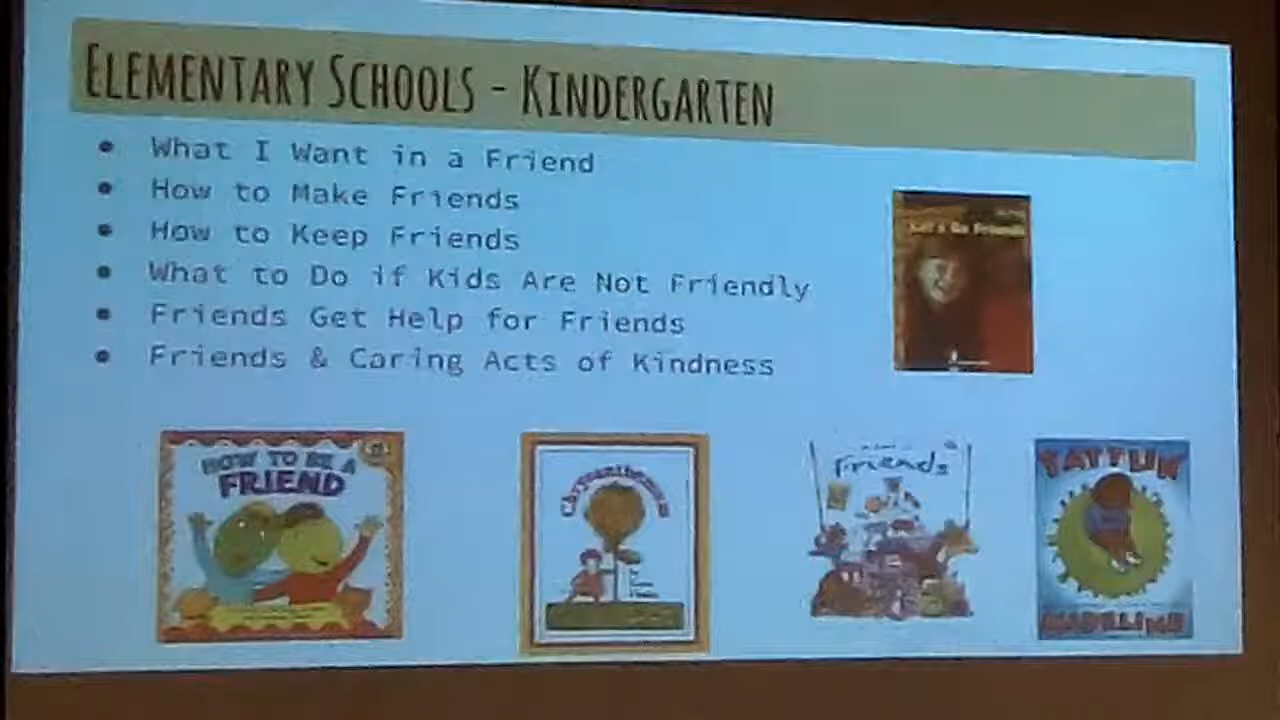 ELEMENTARY SCHOOLS - KINDERGARTEN
• What I Want in a Friend
• How to Make Friends
• How to Keep Friends
• What to Do if Kids Are Not Friendly
• Friends Get Help for Friends
• Friends & Caring Acts of Kindness
Let's Be Friends
HOW TO BE A
FRIEND
Chrysanthemum
Friends
TATTLIN
MADELINE